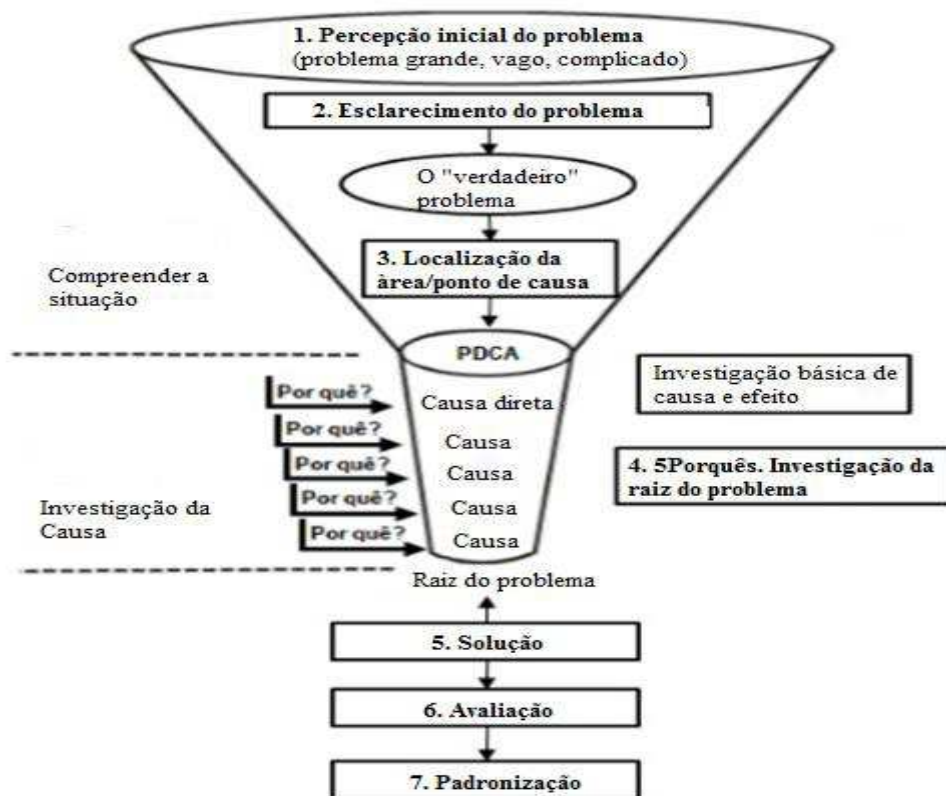 1. Percepção inicial do problema
(problema grande, vago, complicado)
2. Esclarecimento do problema
O "verdadeiro"
problema
3. Localização da
àrea/ponto de causa
Compreender a
situação
PDCA
Investigação básica de
causa e efeito
Por quê?
Causa direta
Por quê?
Causa
Por quê?
Causa
4. 5Porquês. Investigação da
raiz do problema
Por quê?
Causa
Investigação da
Causa
Por quê?
Causa
Raiz do problema
5. Solução
6. Avaliação
7. Padronização